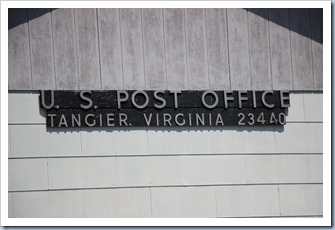 U. S. POST OFFICE
TANGIER. VIRGINIA 23440